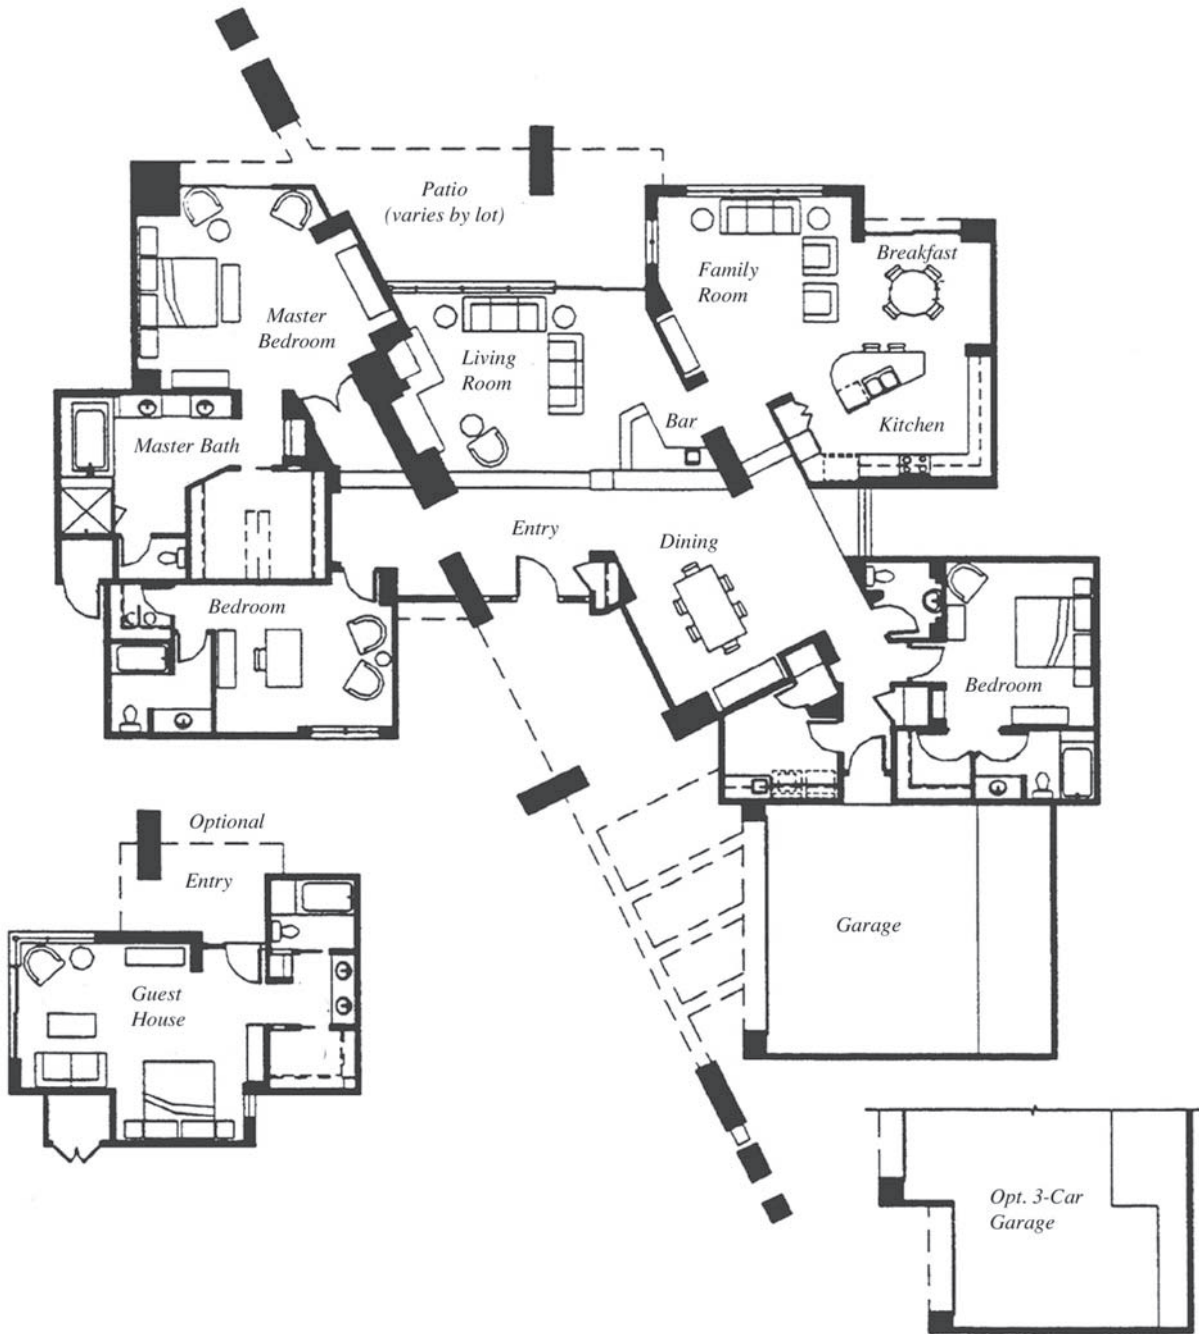 Patio
(varies by lot)
Breakfast
Family
Room
Master
Bedroom
Living
Room
Bar
Kitchen
Master Bath
Entry
Dining
Bedroom
Bedroom
Optional
Entry
Guest
House
Garage
Opt. 3-Car
Garage